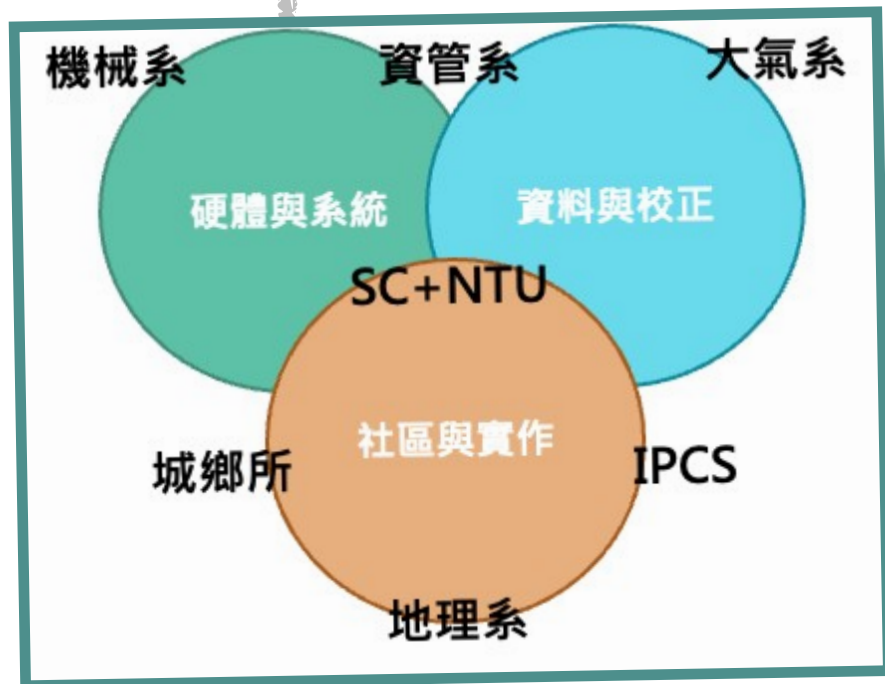 機械系
資管系
大氣系
硬體與系統
資料與校正
SC+NTU
社區與實作
城鄉所
IPCS
地理系